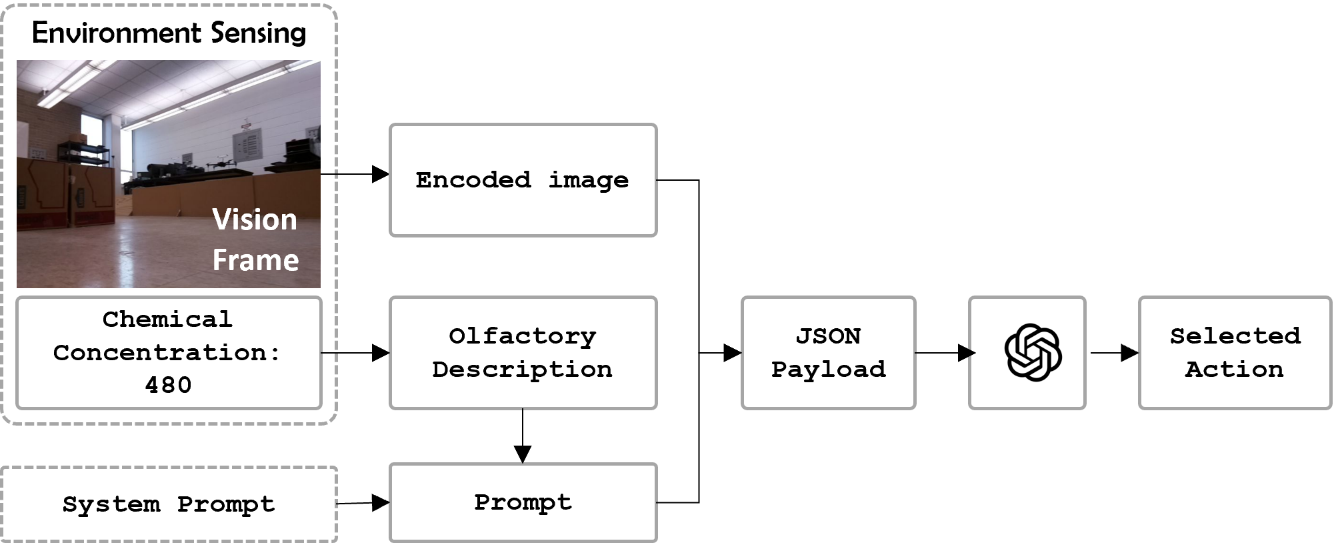 Environment Sensing
Vision
Frame
Chemical
Concentration:
480
Encoded image
Olfactory
Description
System Prompt
Prompt
JSON
Payload
Selected
Action